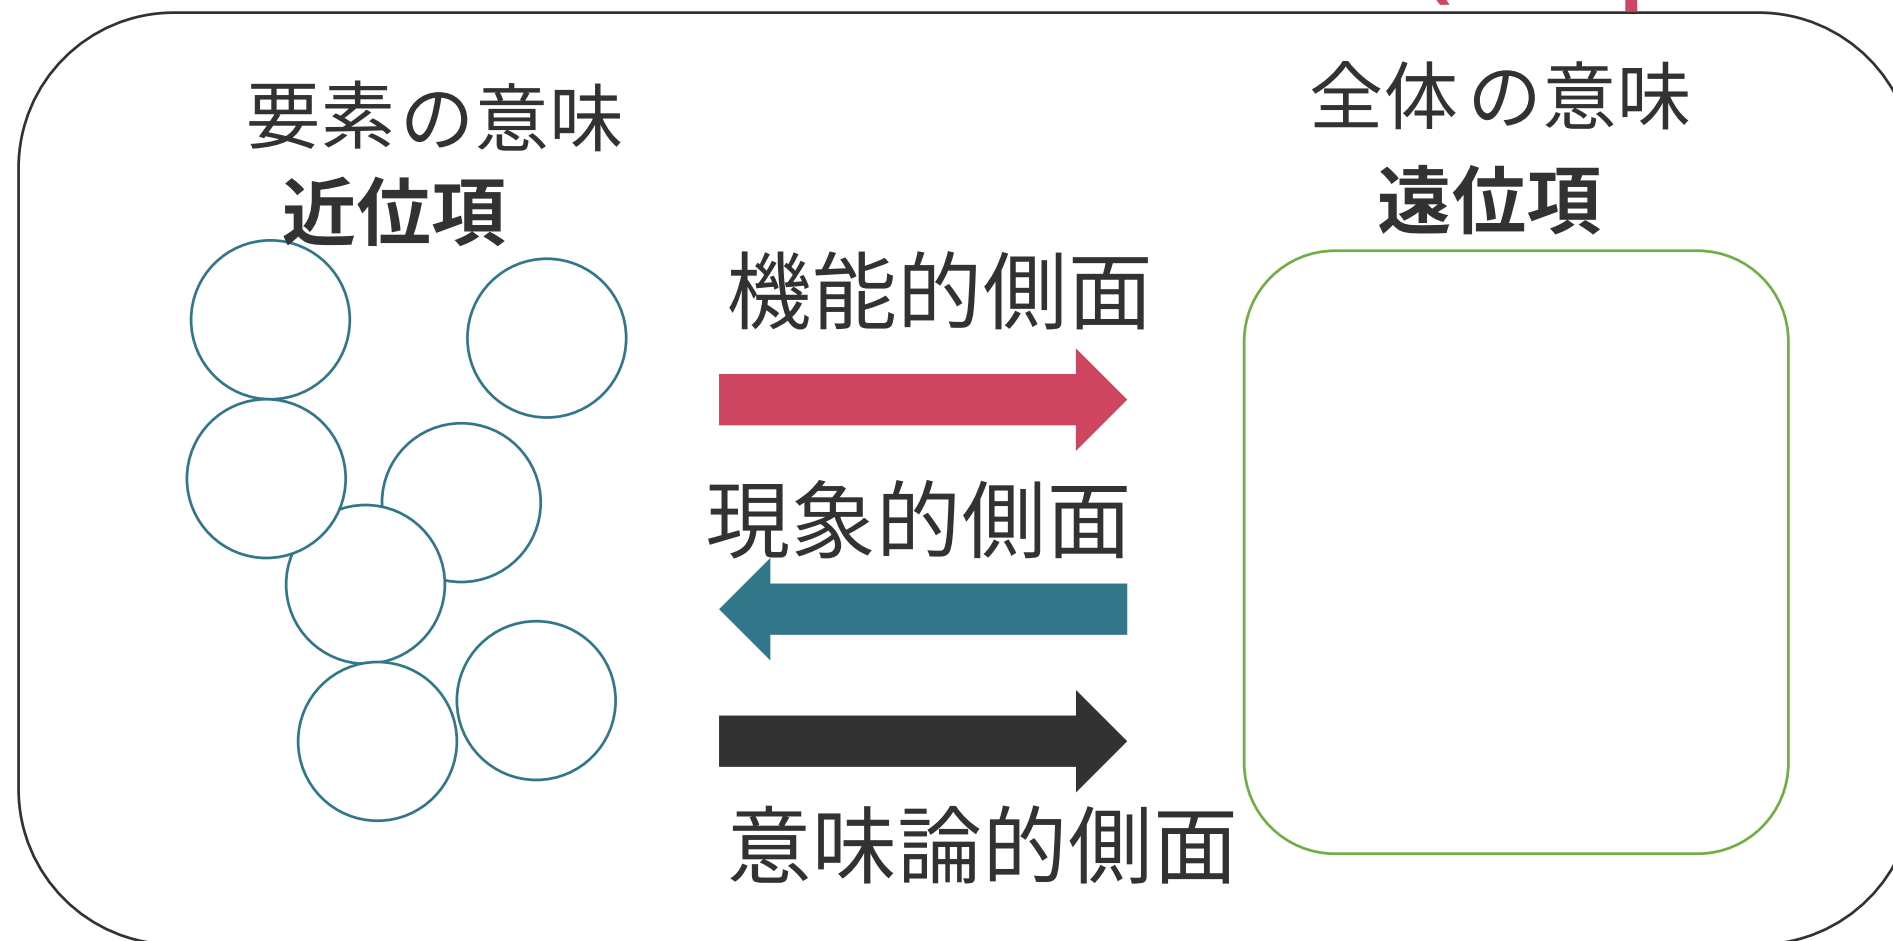 要素の意味
近位項
全体の意味
遠位項
機能的側面
現象的側面
意味論的側面